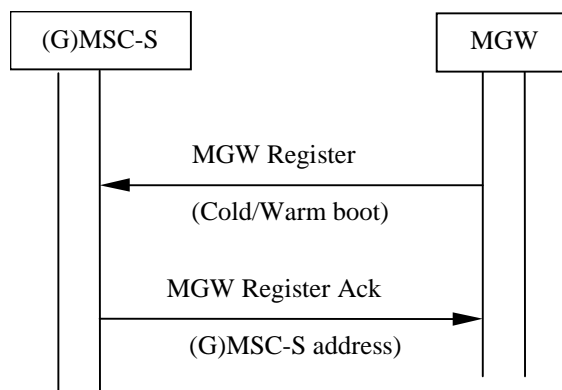 (G)MSC-S
MGW
MGW Register
(Cold/Warm boot)
MGW Register Ack
(G)MSC-S address)